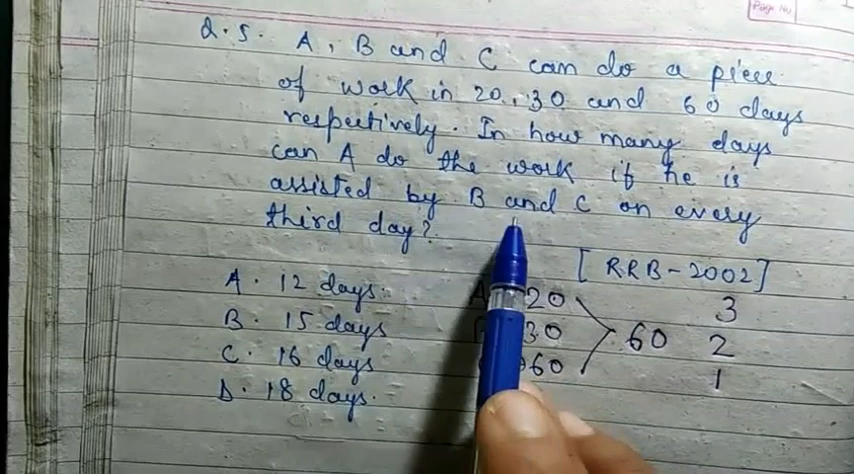 Page No
Q.5. A, B and C can do a piece
of work in 20, 30 and 60 days
respectively. In how many days
can A do the work if he is
assisted by B and C on every
third day?
[RRB-2002]
A. 12 days.
B. 15 days
C. 16 days
D. 18 days.
20 3
30 60 2
60 1